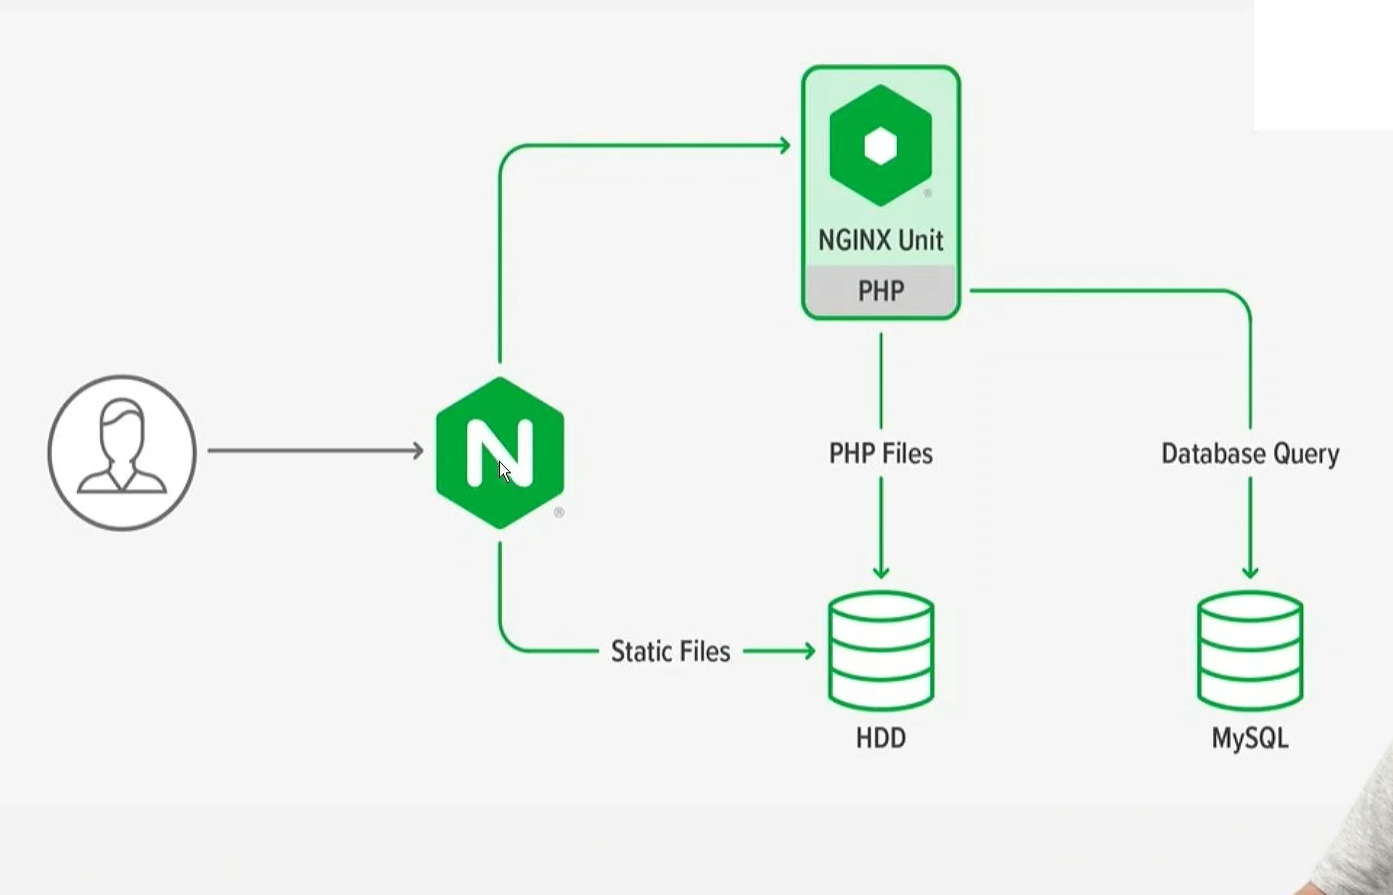 NGINX Unit
PHP
N
®
®
PHP Files
Database Query
Static Files
HDD
MySQL